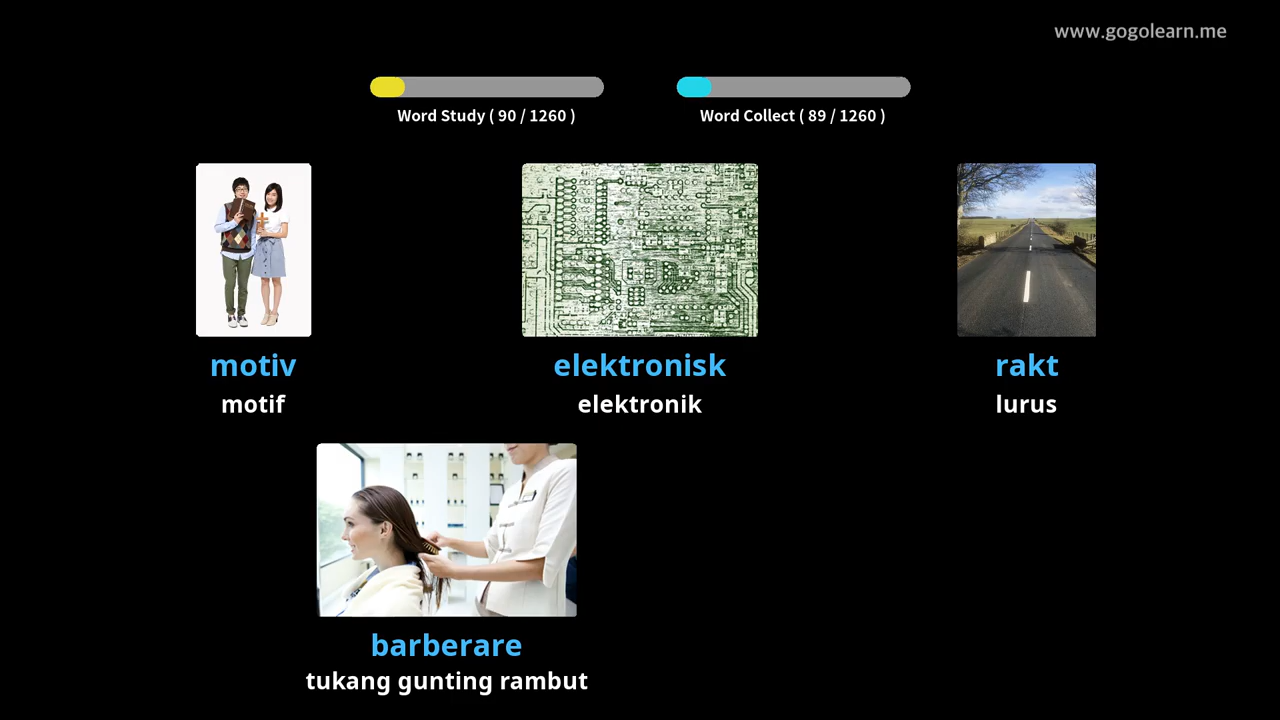 www.gogolearn.me
Word Study ( 90 / 1260 )
Word Collect ( 89 / 1260 )
motiv
motif
elektronisk
elektronik
rakt
lurus
barberare
tukang gunting rambut